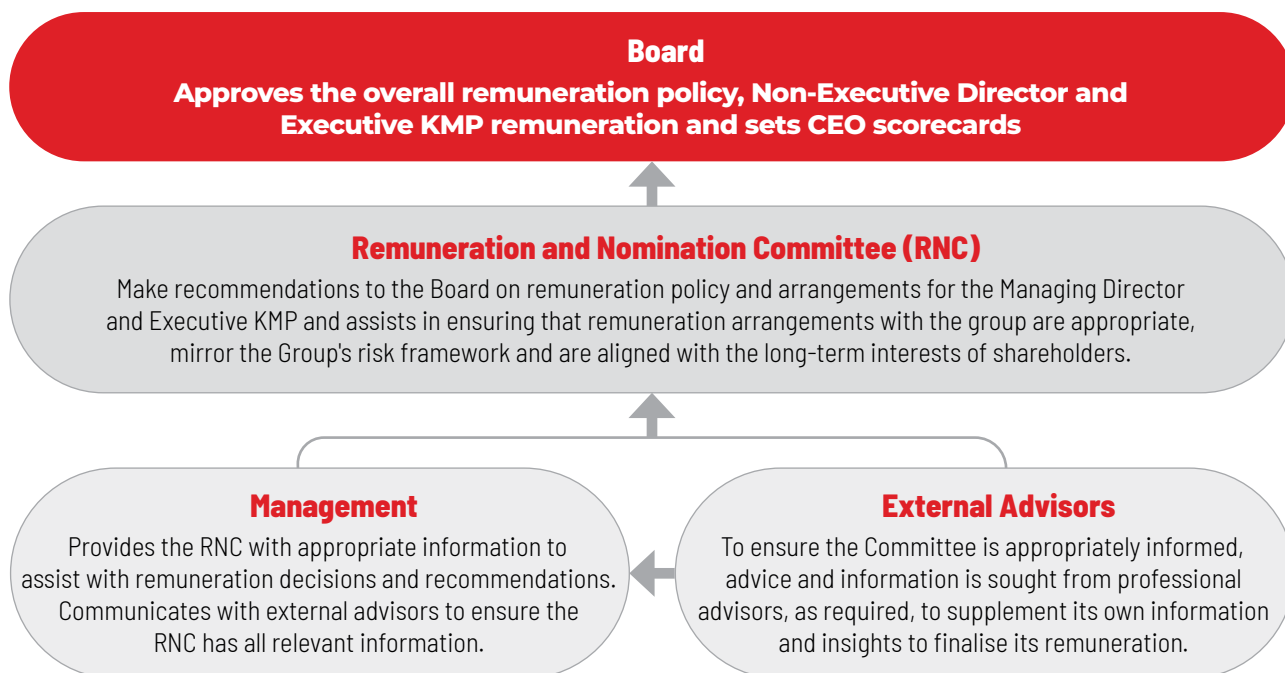 Board
Approves the overall remuneration policy, Non-Executive Director and
Executive KMP remuneration and sets CEO scorecards
Remuneration and Nomination Committee (RNC)
Make recommendations to the Board on remuneration policy and arrangements for the Managing Director
and Executive KMP and assists in ensuring that remuneration arrangements with the group are appropriate,
mirror the Group's risk framework and are aligned with the long-term interests of shareholders.
Management
Provides the RNC with appropriate information to
assist with remuneration decisions and recommendations.
Communicates with external advisors to ensure the
RNC has all relevant information.
External Advisors
To ensure the Committee is appropriately informed,
advice and information is sought from professional
advisors, as required, to supplement its own information
and insights to finalise its remuneration.